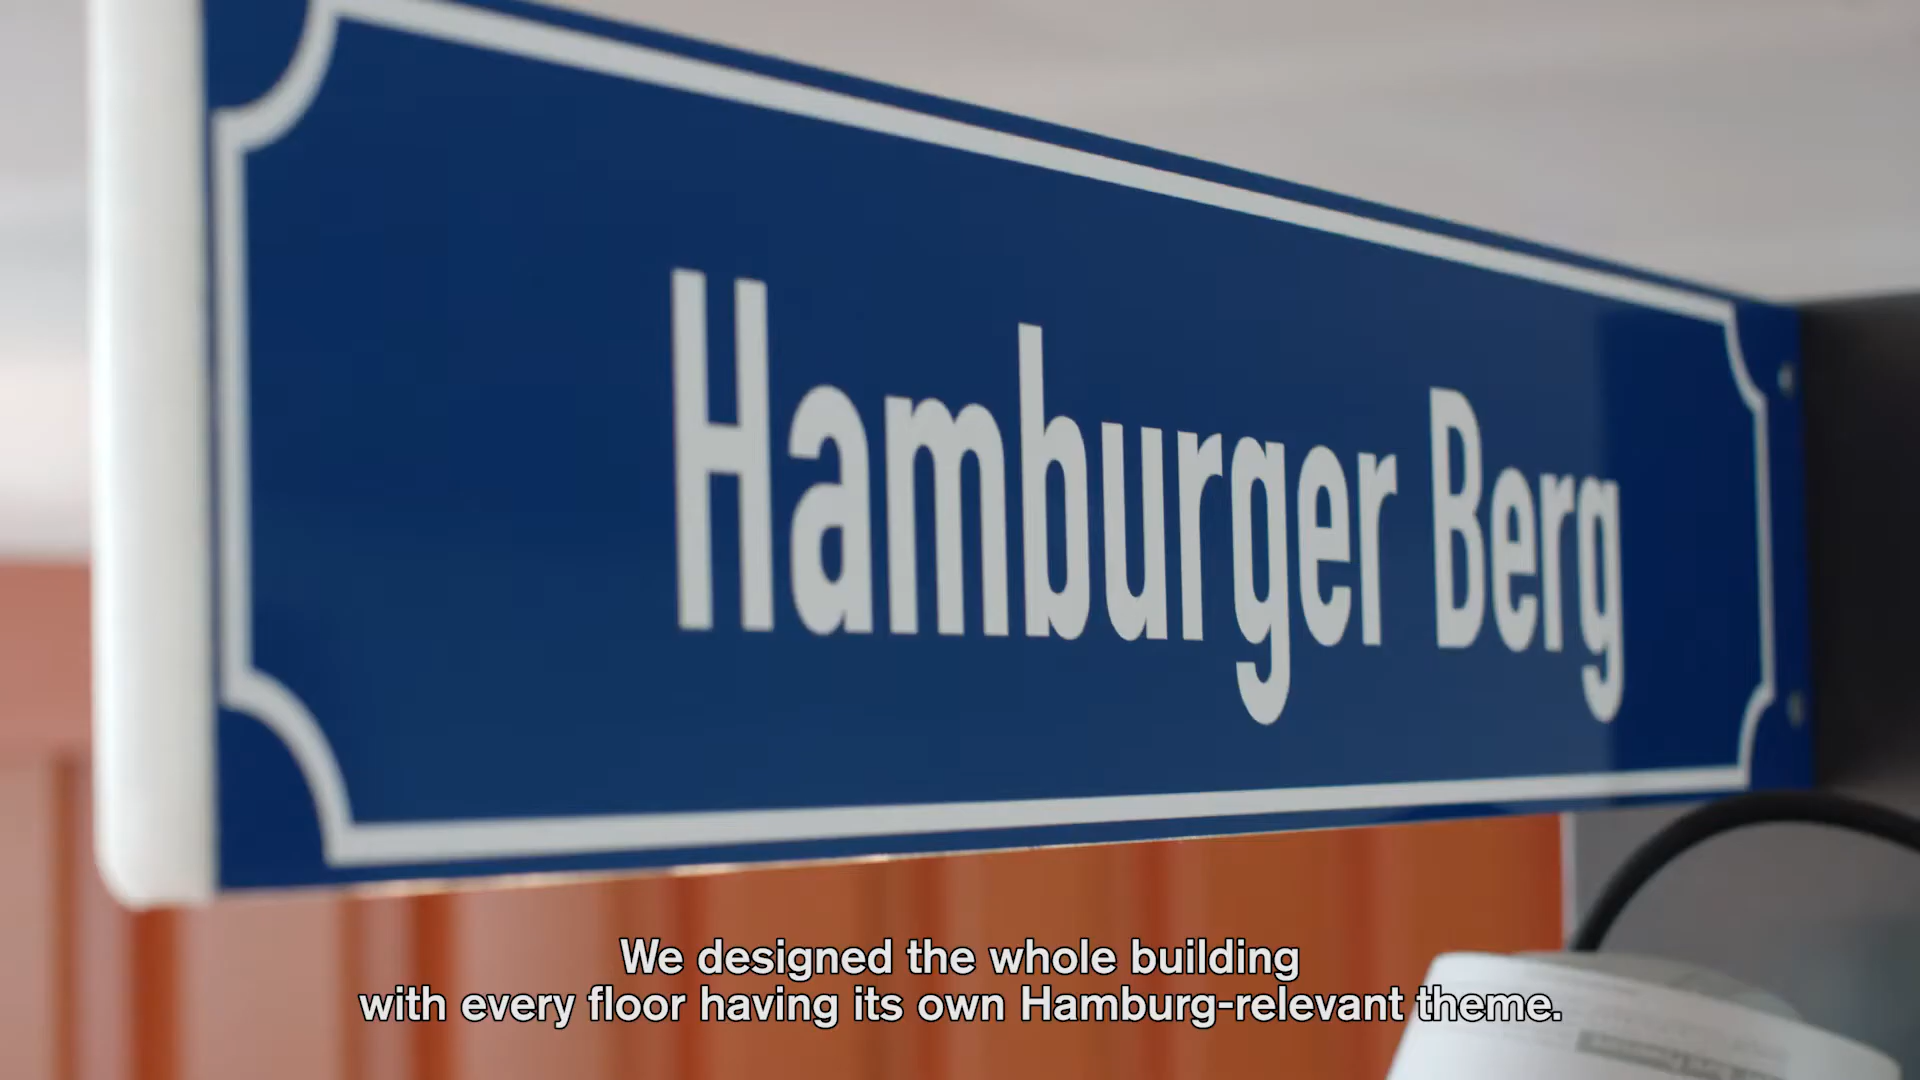 Hamburger Berg
We designed the whole building
with every floor having its own Hamburg-relevant theme.